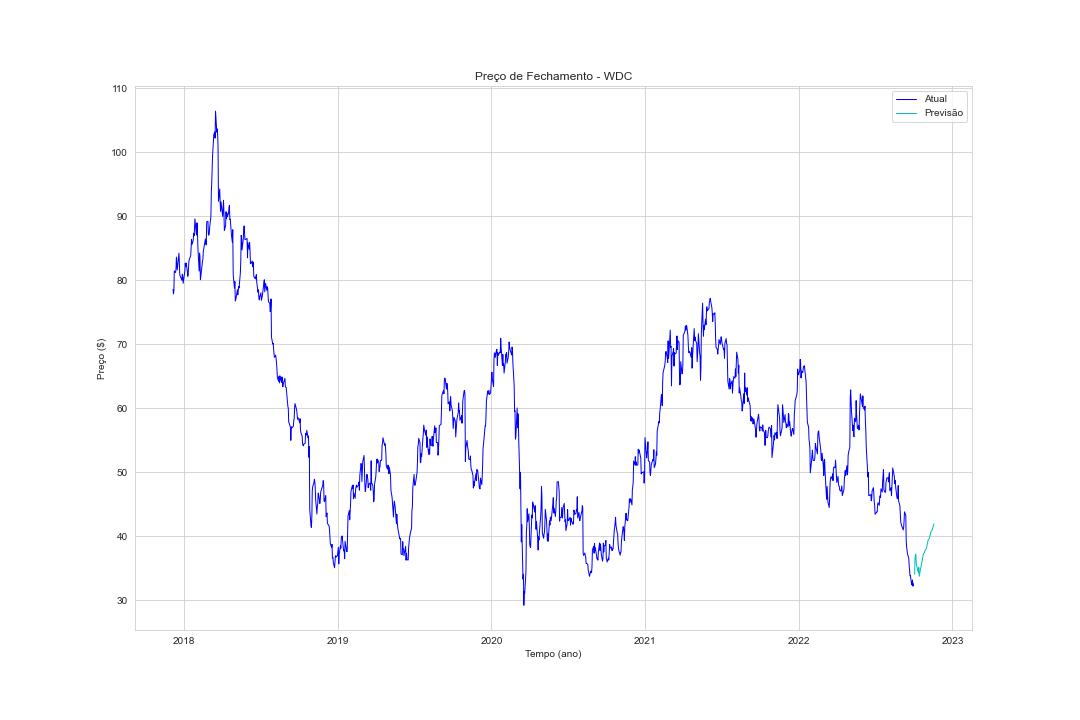 Preço de Fechamento - WDC
Atual
Previsão
110
100
90
80
70
60
50
40
30
Preço ($)
2018 2019 2020 2021 2022 2023
Tempo (ano)